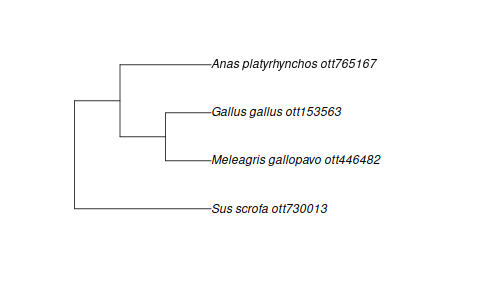 Anas platyrhynchos ott765167
Gallus gallus ott153563
Meleagris gallopavo ott446482
Sus scrofa ott730013